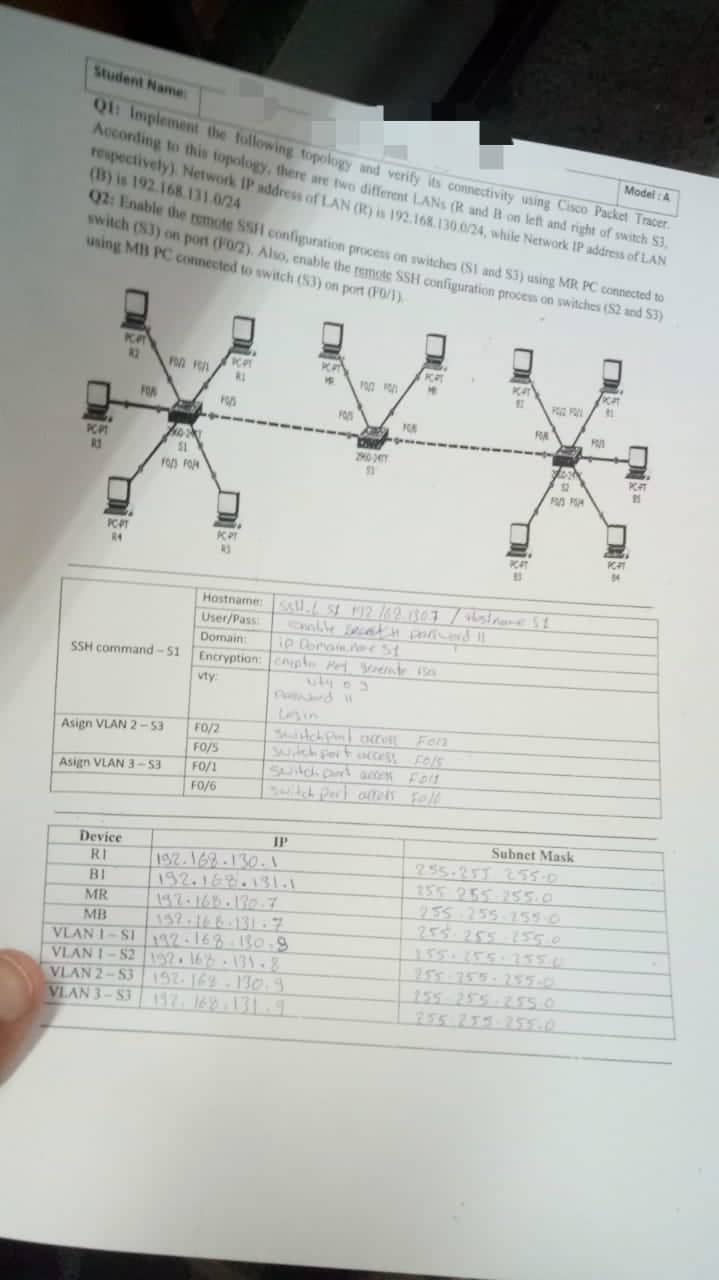 Student Name:
Model : A
Q1: Implement the following topology and verify its connectivity using Cisco Packet Tracer.
According to this topology, there are two different LANs (R and B on left and right of switch S3,
respectively). Network IP address of LAN (R) is 192.168.130.0/24, while Network IP address of LAN
(B) is 192.168.131.0/24
Q2: Enable the remote SSH configuration process on switches (S1 and S3) using MR PC connected to
switch (S3) on port (F0/2). Also, enable the remote SSH configuration process on switches (S2 and S3)
using MB PC connected to switch (S3) on port (F0/1).
PC-PT
R2
F0/2 F0/1
PC-PT
R1
F0/6
F0/5
PC-PT
R3
2960-24TT
S1
F0/3 F0/4
PC-PT
R4
PC-PT
R5
PC-PT
MR
F0/2 F0/1
PC-PT
MB
F0/5
F0/6
2960-24TT
S3
PC-PT
B2
F0/2 F0/1
PC-PT
B1
F0/6
F0/5
2960-24TT
S2
PC-PT
B5
F0/3 F0/4
PC-PT
B3
PC-PT
B4
SSH command – S1
Hostname: SSH -L S1 192.168.130.7 / Hostname S1
User/Pass: enable password 11
Domain: ip Domain name S1
Encryption: crypto key generate rsa
vty: vty 0 9
Password 11
Login
Asign VLAN 2 – S3 F0/2 switchport access F0/2
F0/5 switchport access F0/5
Asign VLAN 3 – S3 F0/1 switchport access F0/1
F0/6 switchport access F0/6
Device IP Subnet Mask
R1 192.168.130.1 255.255.255.0
B1 192.168.131.1 255.255.255.0
MR 192.168.130.7 255.255.255.0
MB 192.168.131.7 255.255.255.0
VLAN 1 – S1 192.168.130.8 255.255.255.0
VLAN 1 – S2 192.168.131.8 255.255.255.0
VLAN 2 – S3 192.168.130.9 255.255.255.0
VLAN 3 – S3 192.168.131.9 255.255.255.0